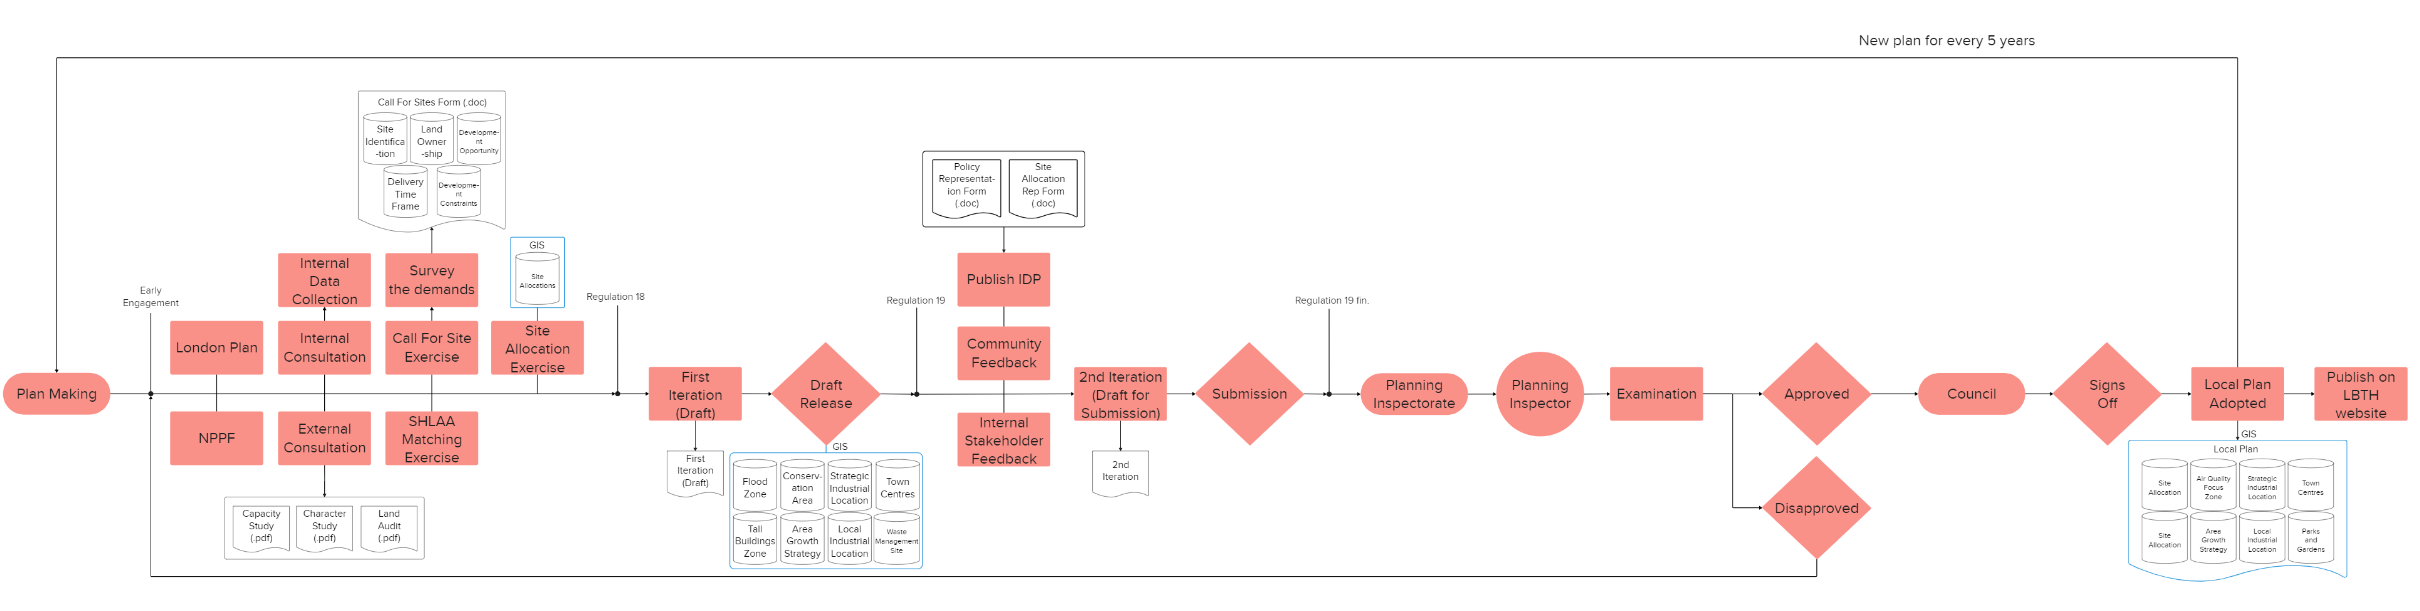 New plan for every 5 years
Call For Sites Form (.doc)
Site
Identifica
-tion
Land
Owner
-ship
Developme-
nt
Opportunity
Delivery
Time
Frame
Developme-
nt
Constraints
Policy
Representat-
ion Form
(.doc)
Site
Allocation
Rep Form
(.doc)
GIS
Site
Allocations
Internal
Data
Collection
Survey
the demands
Publish IDP
Early
Engagement
Regulation 18
Regulation 19
Regulation 19 fin.
London Plan
Internal
Consultation
Call For Site
Exercise
Site
Allocation
Exercise
Community
Feedback
Plan Making
First
Iteration
(Draft)
Draft
Release
2nd Iteration
(Draft for
Submission)
Submission
Planning
Inspectorate
Planning
Inspector
Examination
Approved
Council
Signs
Off
Local Plan
Adopted
Publish on
LBTH
website
NPPF
External
Consultation
SHLAA
Matching
Exercise
Internal
Stakeholder
Feedback
GIS
GIS
First
Iteration
(Draft)
2nd
Iteration
Flood
Zone
Conserv-
ation
Area
Strategic
Industrial
Location
Town
Centres
Tall
Buildings
Zone
Area
Growth
Strategy
Local
Industrial
Location
Waste
Management
Site
Capacity
Study
(.pdf)
Character
Study
(.pdf)
Land
Audit
(.pdf)
Disapproved
Local Plan
Site
Allocation
Air Quality
Focus
Zone
Strategic
Industrial
Location
Town
Centres
Site
Allocation
Area
Growth
Strategy
Local
Industrial
Location
Parks
and
Gardens